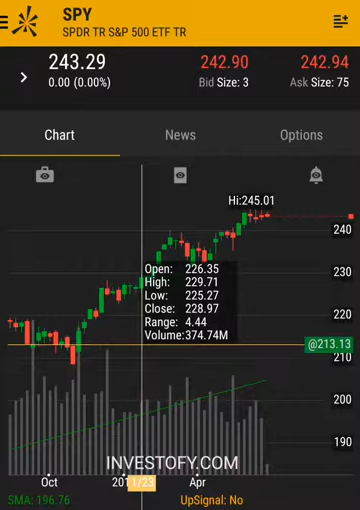 SPY
SPDR TR S&P 500 ETF TR
243.29
0.00 (0.00%)
242.90
Bid Size: 3
242.94
Ask Size: 75
Chart
News
Options
Hi:245.01
Open: 226.35
High: 229.71
Low: 225.27
Close: 228.97
Range: 4.44
Volume:374.74M
240
230
220
@213.13
210
200
190
INVESTOFY.COM
Oct
201
1/23
Apr
SMA: 196.76
UpSignal: No